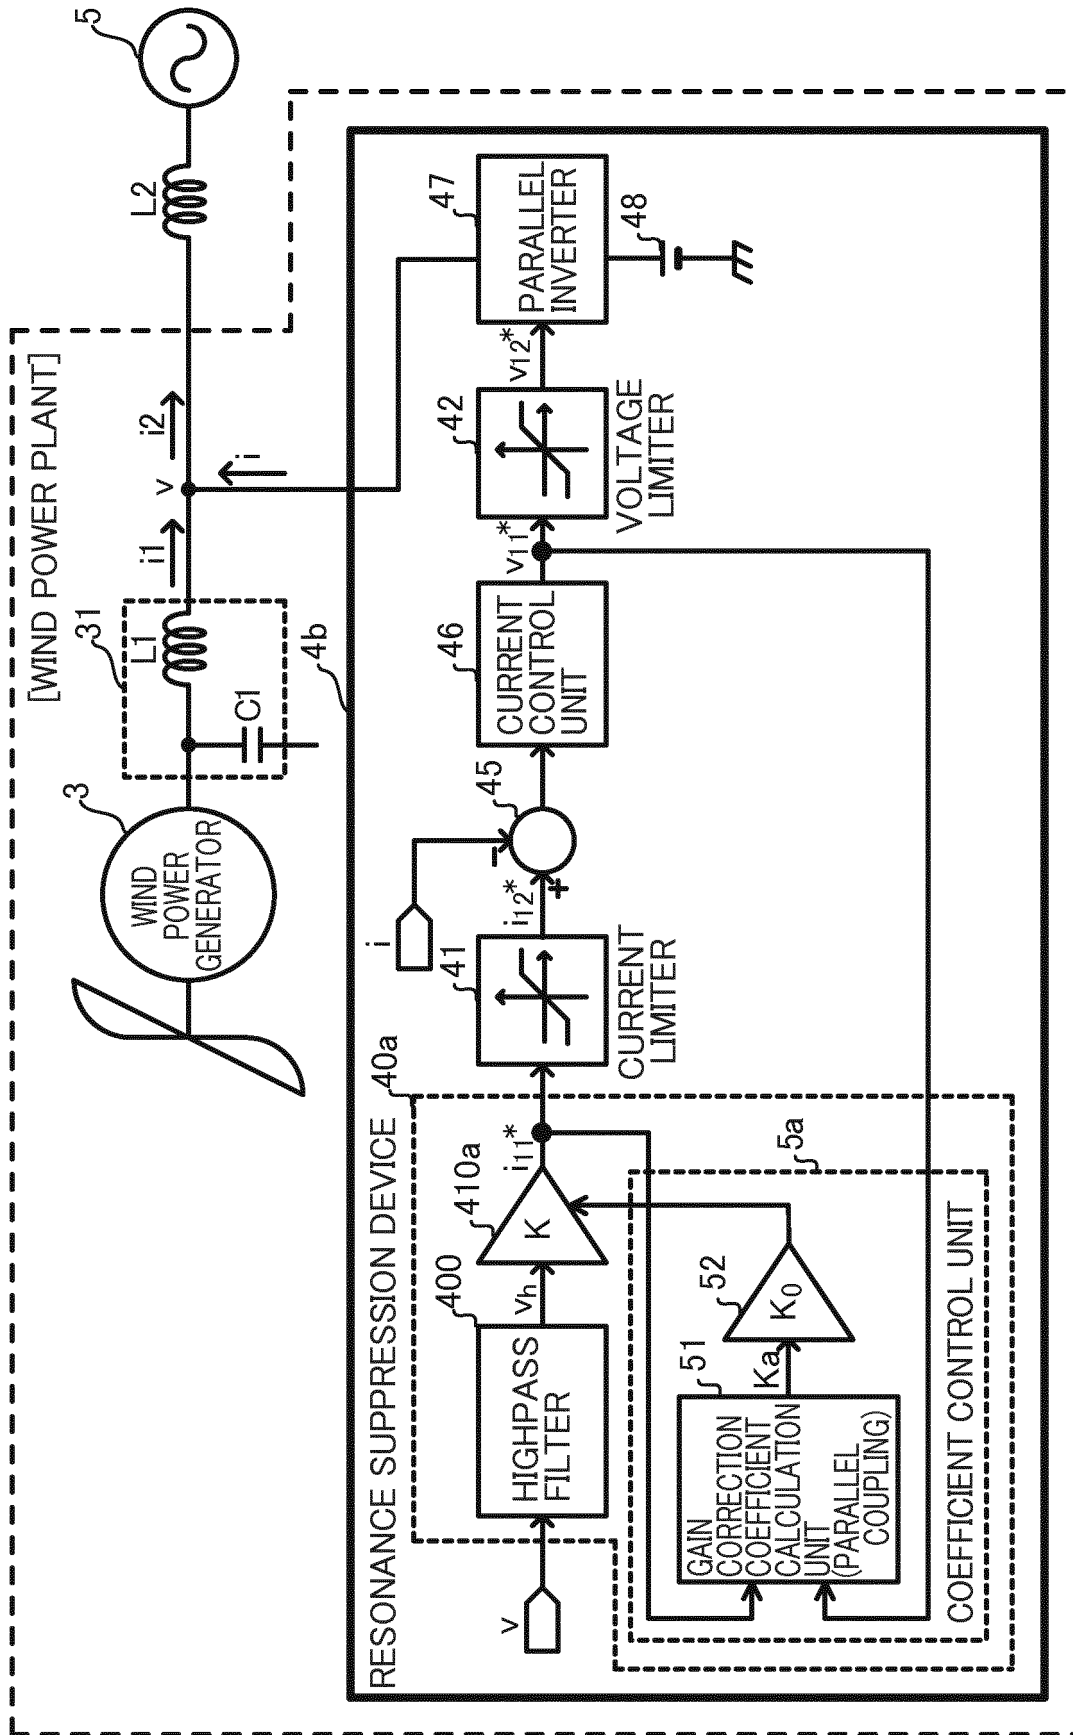 [WIND POWER PLANT]
3
WIND
POWER
GENERATOR
31
L1
C1
i1
v
i2
i
L2
5
4b
RESONANCE SUPPRESSION DEVICE
40a
v
400
HIGHPASS
FILTER
vh
410a
K
i11*
41
CURRENT
LIMITER
i
i12*
+
-
45
46
CURRENT
CONTROL
UNIT
v11*
42
VOLTAGE
LIMITER
v12*
47
PARALLEL
INVERTER
48
5a
51
GAIN
CORRECTION
COEFFICIENT
CALCULATION
UNIT
(PARALLEL
COUPLING)
Ka
52
K0
COEFFICIENT CONTROL UNIT